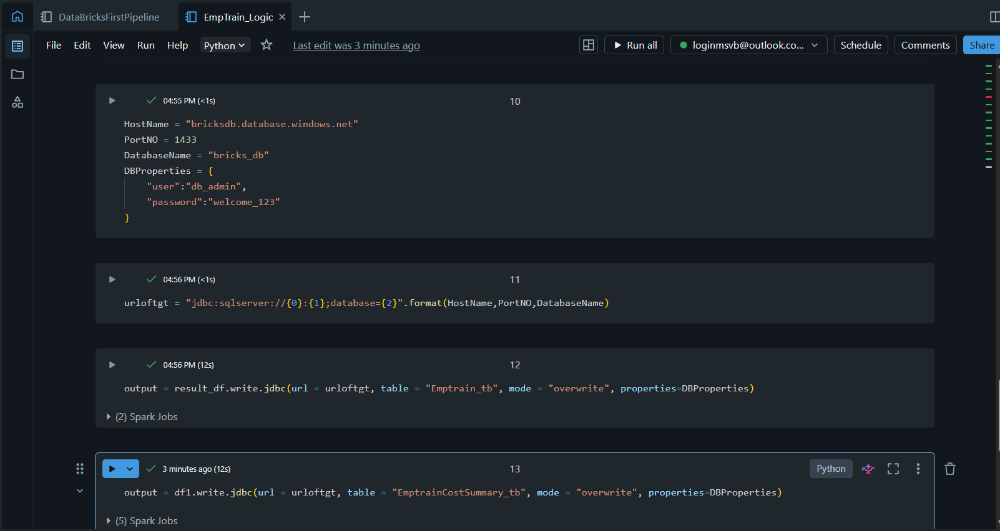 DataBricksFirstPipeline
EmpTrain_Logic
File Edit View Run Help Python Last edit was 3 minutes ago Run all loginmsvb@outlook.co... Schedule Comments Share
04:55 PM (<1s) 10
HostName = "bricksdb.database.windows.net"
PortNO = 1433
DatabaseName = "bricks_db"
DBProperties = {
"user":"db_admin",
"password":"welcome_123"
}
04:56 PM (<1s) 11
urloftgt = "jdbc:sqlserver://{0}:{1};database={2}".format(HostName,PortNO,DatabaseName)
04:56 PM (12s) 12
output = result_df.write.jdbc(url = urloftgt, table = "Emptrain_tb", mode = "overwrite", properties=DBProperties)
(2) Spark Jobs
3 minutes ago (12s) 13 Python
output = df1.write.jdbc(url = urloftgt, table = "EmptrainCostSummary_tb", mode = "overwrite", properties=DBProperties)
(5) Spark Jobs